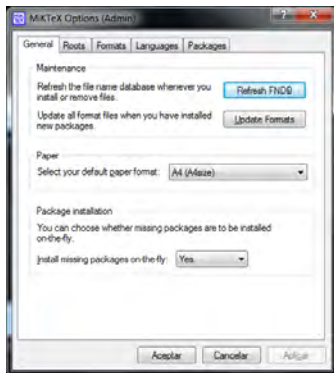 MiKTeX Options (Admin)
General Roots Formats Languages Packages
Maintenance
Refresh the file name database whenever you
install or remove files.
Refresh FNDB
Update all format files when you have installed
new packages.
Update Formats
Paper
Select your default paper format:
A4 (A4size)
Package installation
You can choose whether missing packages are to be installed
on-the-fly.
Install missing packages on-the-fly:
Yes
Aceptar Cancelar Aplicar